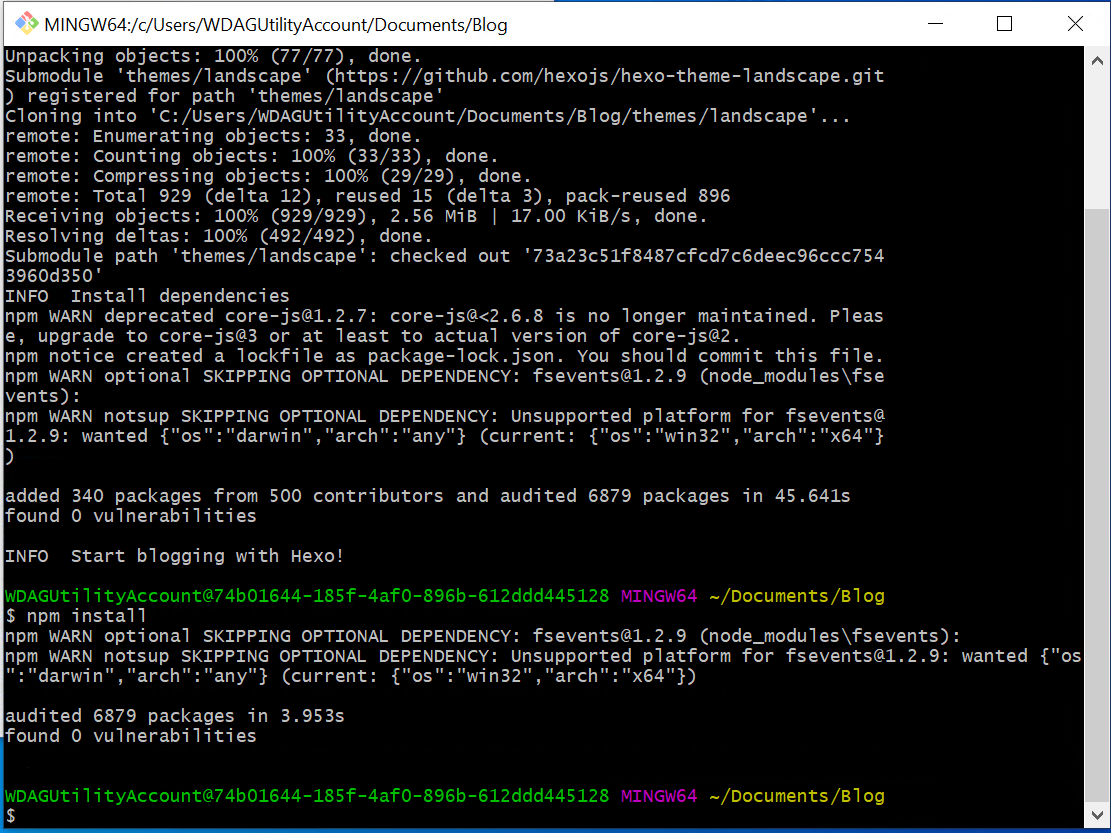 MINGW64:/c/Users/WDAGUtilityAccount/Documents/Blog
Unpacking objects: 100% (77/77), done.
Submodule 'themes/landscape' (https://github.com/hexojs/hexo-theme-landscape.git
) registered for path 'themes/landscape'
Cloning into 'C:/Users/WDAGUtilityAccount/Documents/Blog/themes/landscape'...
remote: Enumerating objects: 33, done.
remote: Counting objects: 100% (33/33), done.
remote: Compressing objects: 100% (29/29), done.
remote: Total 929 (delta 12), reused 15 (delta 3), pack-reused 896
Receiving objects: 100% (929/929), 2.56 MiB | 17.00 KiB/s, done.
Resolving deltas: 100% (492/492), done.
Submodule path 'themes/landscape': checked out '73a23c51f8487cfcd7c6deec96ccc754
3960d350'
INFO  Install dependencies
npm WARN deprecated core-js@1.2.7: core-js@<2.6.8 is no longer maintained. Pleas
e, upgrade to core-js@3 or at least to actual version of core-js@2.
npm notice created a lockfile as package-lock.json. You should commit this file.
npm WARN optional SKIPPING OPTIONAL DEPENDENCY: fsevents@1.2.9 (node_modules\fse
vents):
npm WARN notsup SKIPPING OPTIONAL DEPENDENCY: Unsupported platform for fsevents@
1.2.9: wanted {"os":"darwin","arch":"any"} (current: {"os":"win32","arch":"x64"}
)
added 340 packages from 500 contributors and audited 6879 packages in 45.641s
found 0 vulnerabilities
INFO  Start blogging with Hexo!
WDAGUtilityAccount@74b01644-185f-4af0-896b-612ddd445128 MINGW64 ~/Documents/Blog
$ npm install
npm WARN optional SKIPPING OPTIONAL DEPENDENCY: fsevents@1.2.9 (node_modules\fsevents):
npm WARN notsup SKIPPING OPTIONAL DEPENDENCY: Unsupported platform for fsevents@1.2.9: wanted {"os
":"darwin","arch":"any"} (current: {"os":"win32","arch":"x64"})
audited 6879 packages in 3.953s
found 0 vulnerabilities
WDAGUtilityAccount@74b01644-185f-4af0-896b-612ddd445128 MINGW64 ~/Documents/Blog
$